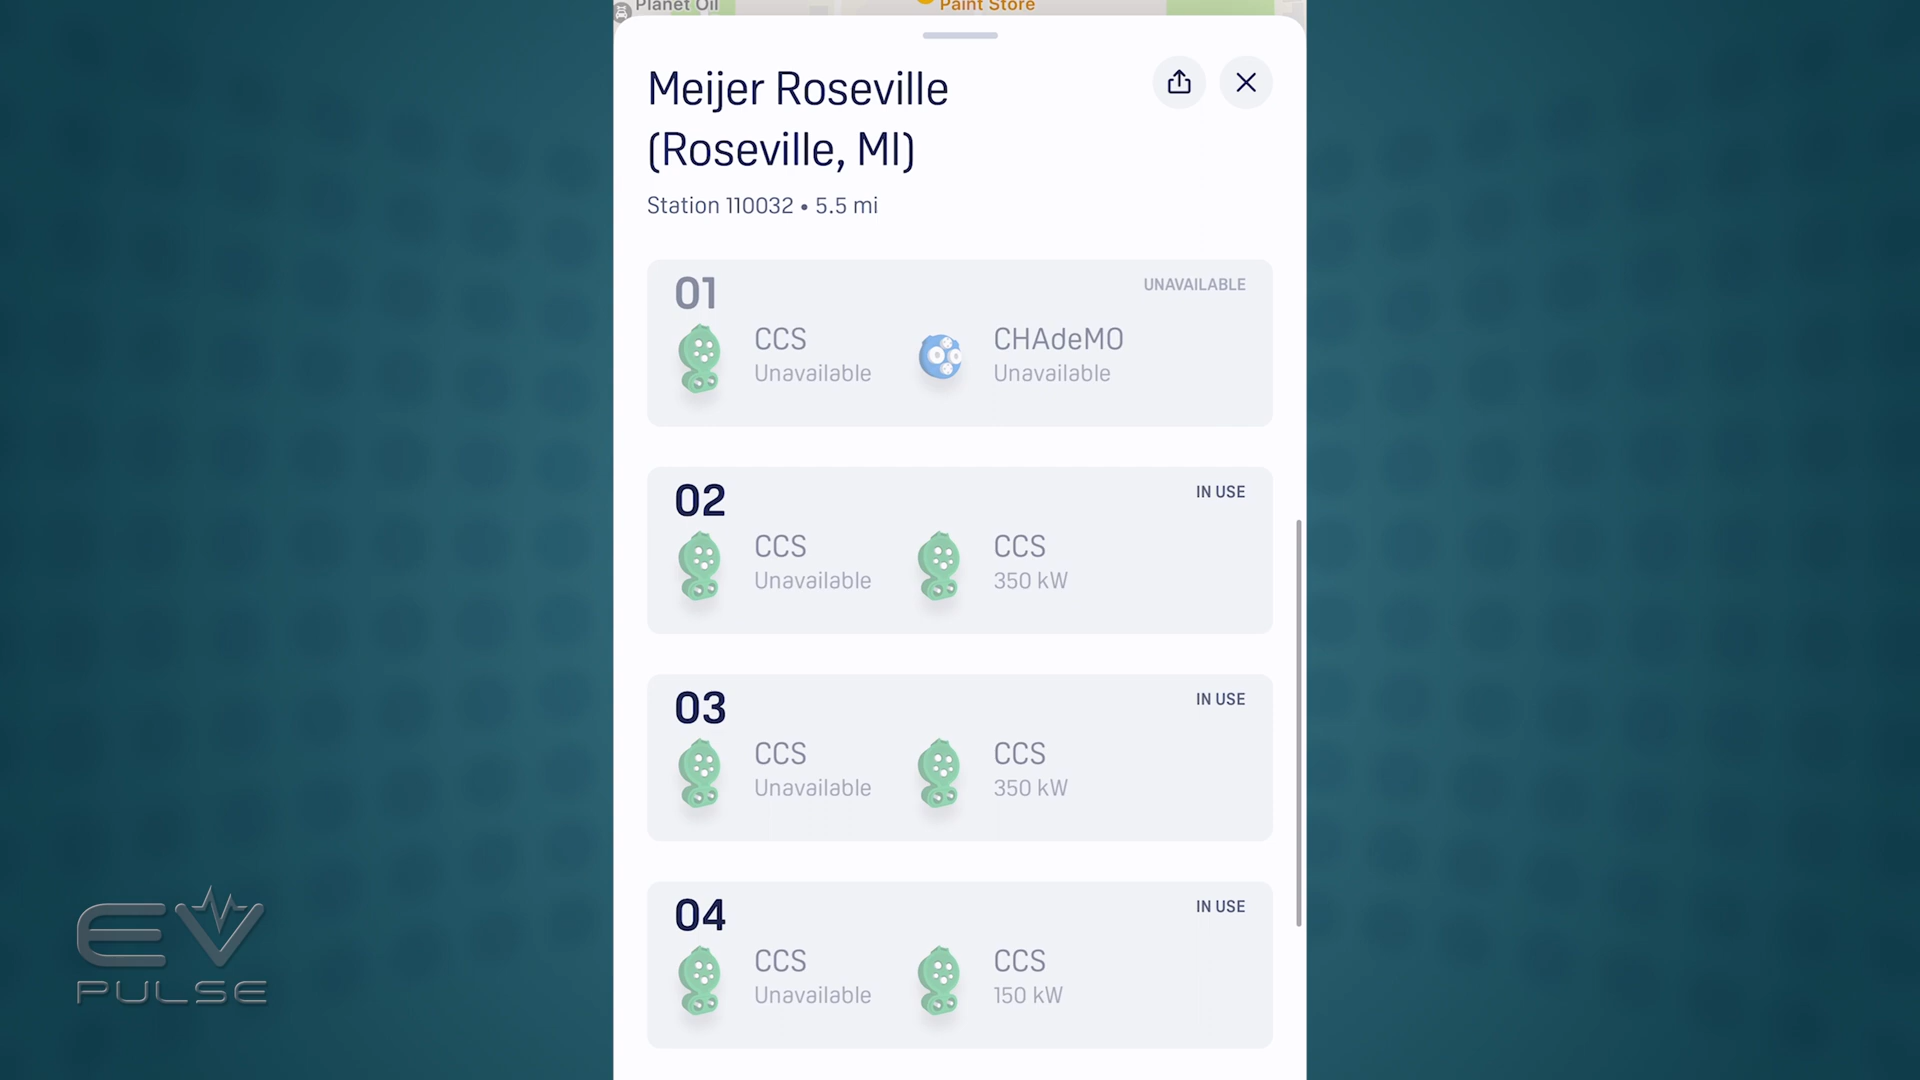 Planet Oil
Paint Store
Meijer Roseville
(Roseville, MI)
Station 110032 • 5.5 mi
01
UNAVAILABLE
CCS
Unavailable
CHAdeMO
Unavailable
02
IN USE
CCS
Unavailable
CCS
350 kW
03
IN USE
CCS
Unavailable
CCS
350 kW
04
IN USE
CCS
Unavailable
CCS
150 kW
EV
PULSE